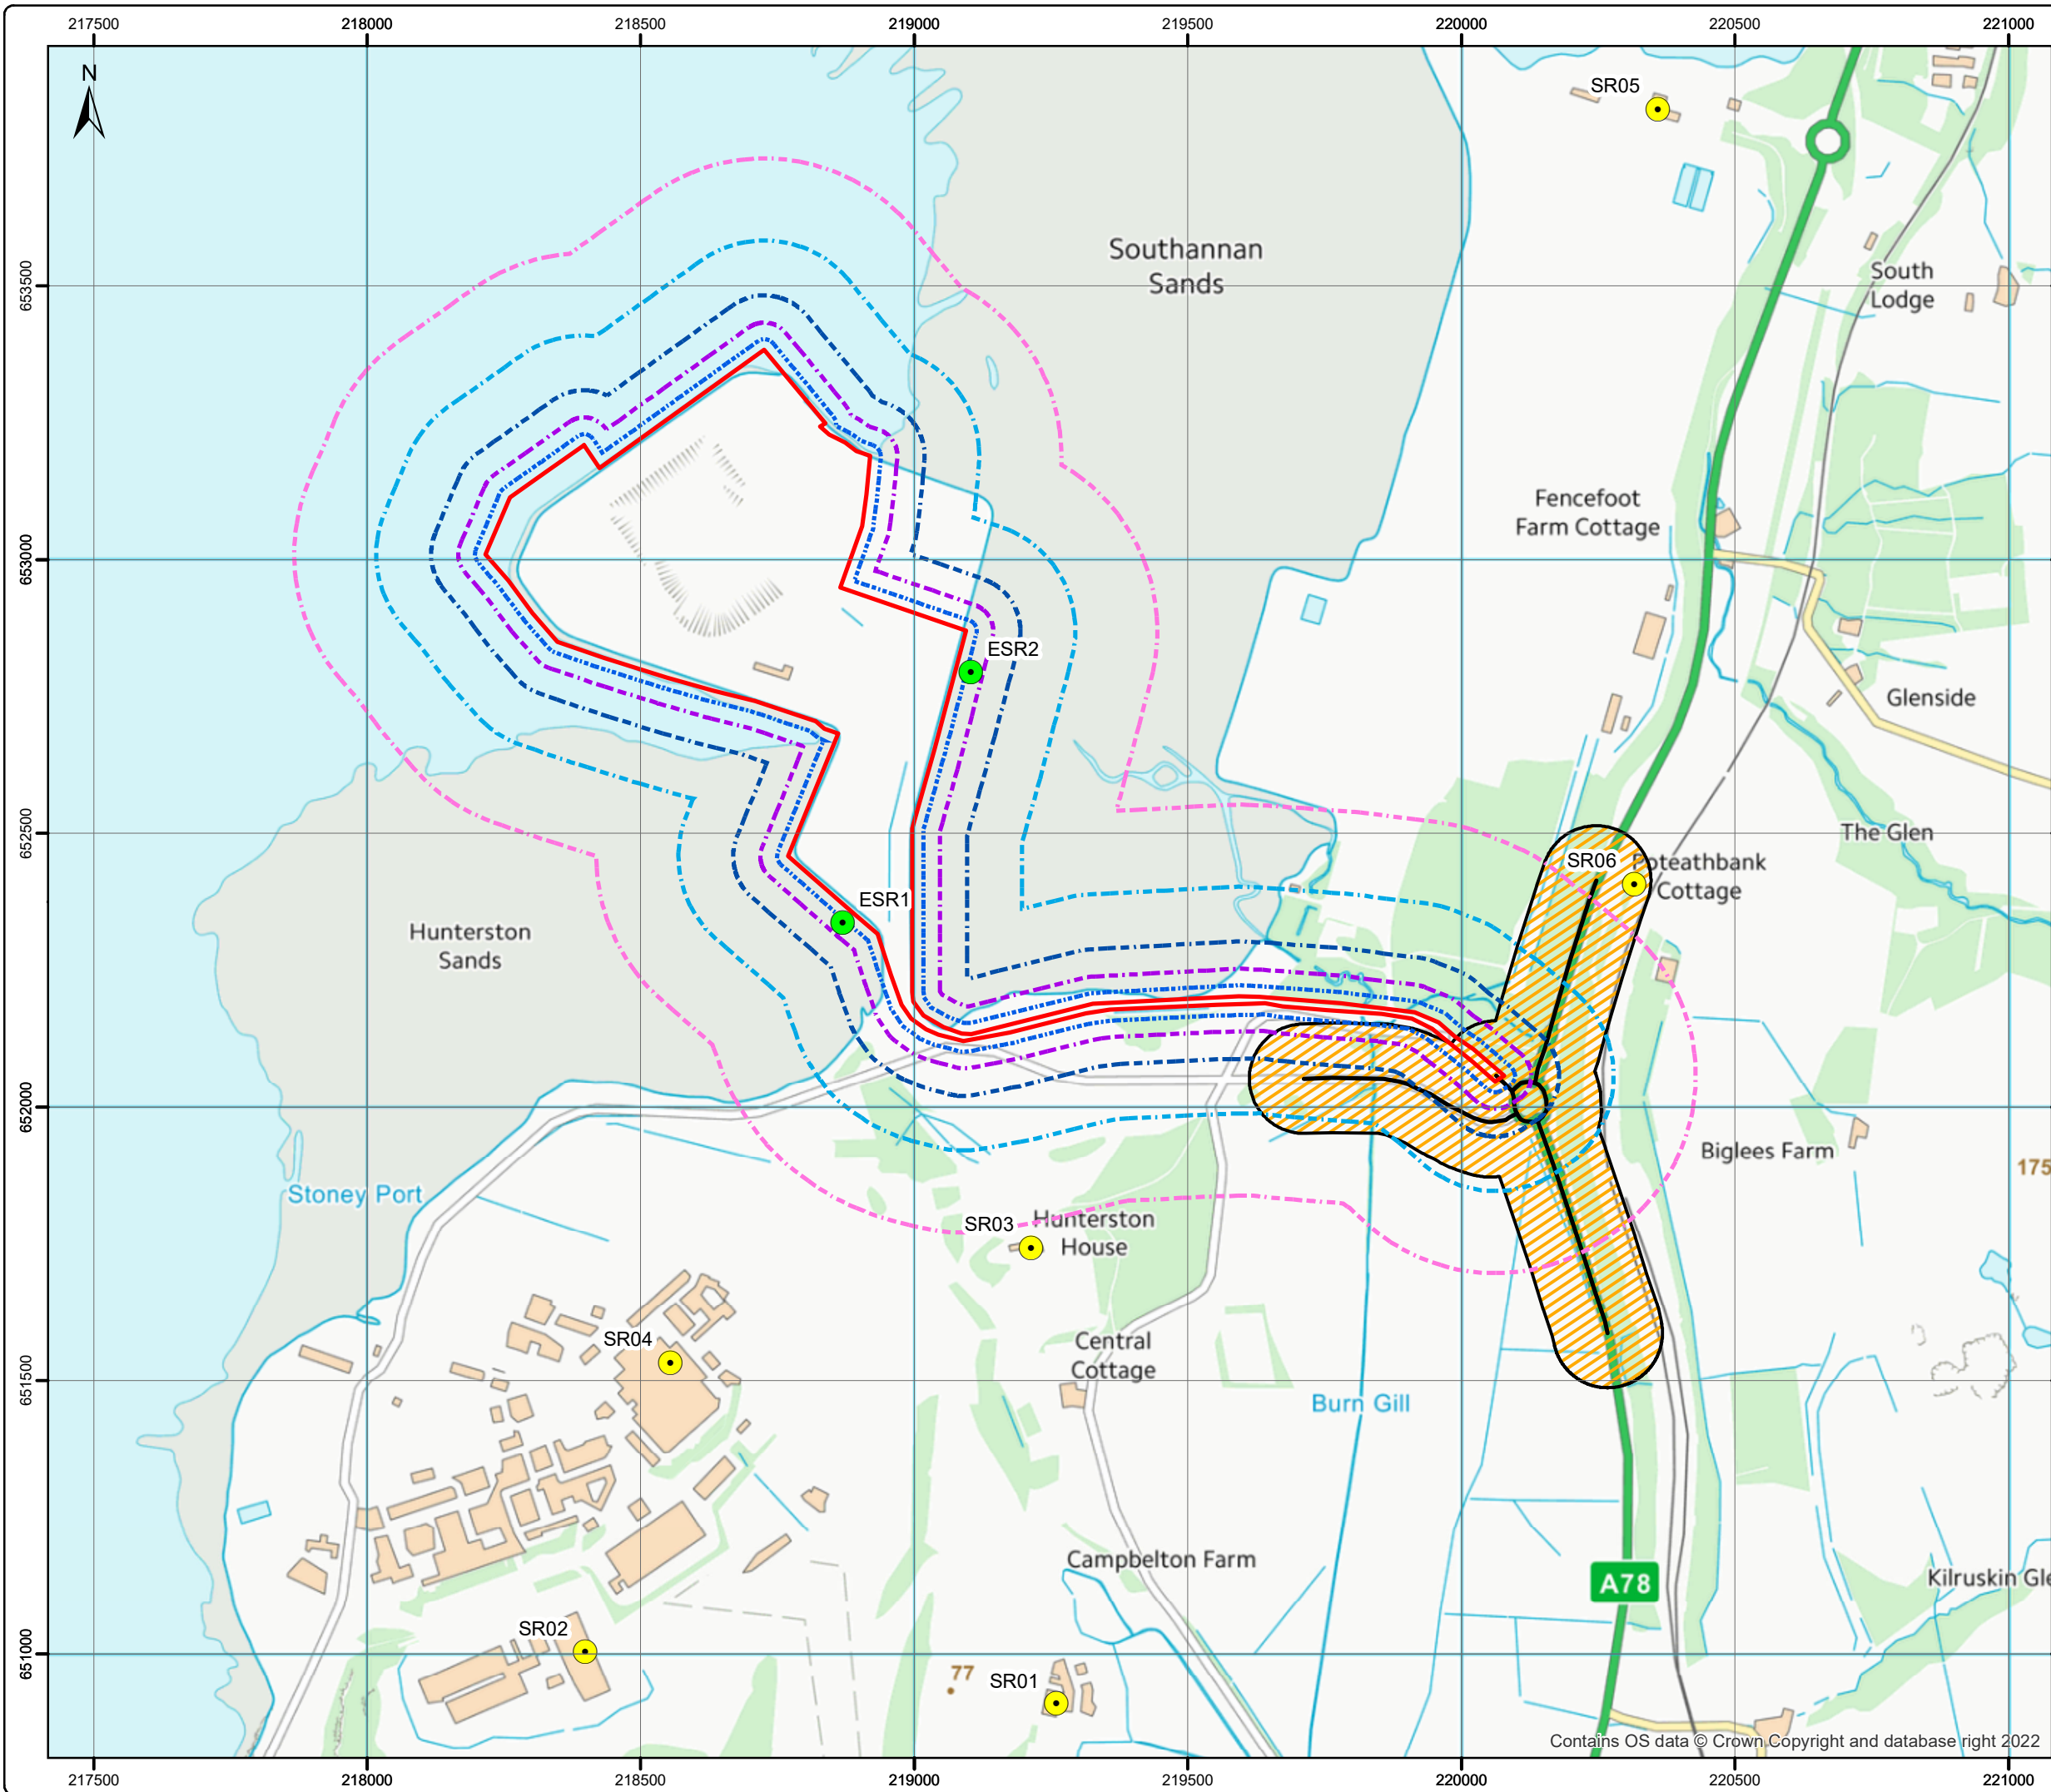 217500 218000 218500 219000 219500 220000 220500 221000
N
SR05
Southannan
Sands
653500
South
Lodge
Fencefoot
Farm Cottage
653000
ESR2
Glenside
652500
The Glen
SR06
Cottage
ESR1
Hunterston
Sands
652000
Biglees Farm
175
Stoney Port
SR03
Hunterston
House
SR04
Central
Cottage
651500
Burn Gill
Campbelton Farm
A78
Kilruskin Gle
SR02
651000
77
SR01
Contains OS data © Crown Copyright and database right 2022
217500 218000 218500 219000 219500 220000 220500 221000